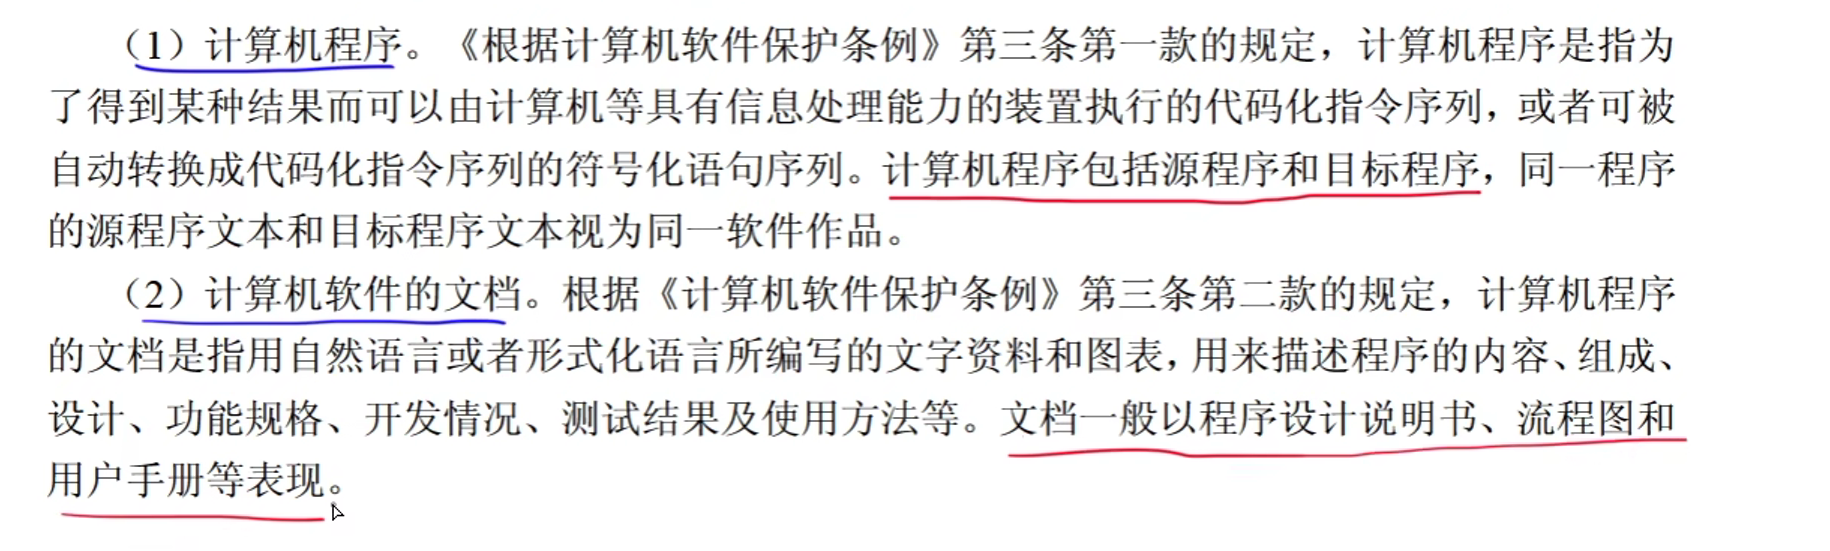 （1）计算机程序。《根据计算机软件保护条例》第三条第一款的规定，计算机程序是指为
了得到某种结果而可以由计算机等具有信息处理能力的装置执行的代码化指令序列，或者可被
自动转换成代码化指令序列的符号化语句序列。计算机程序包括源程序和目标程序，同一程序
的源程序文本和目标程序文本视为同一软件作品。
（2）计算机软件的文档。根据《计算机软件保护条例》第三条第二款的规定，计算机程序
的文档是指用自然语言或者形式化语言所编写的文字资料和图表，用来描述程序的内容、组成、
设计、功能规格、开发情况、测试结果及使用方法等。文档一般以程序设计说明书、流程图和
用户手册等表现。